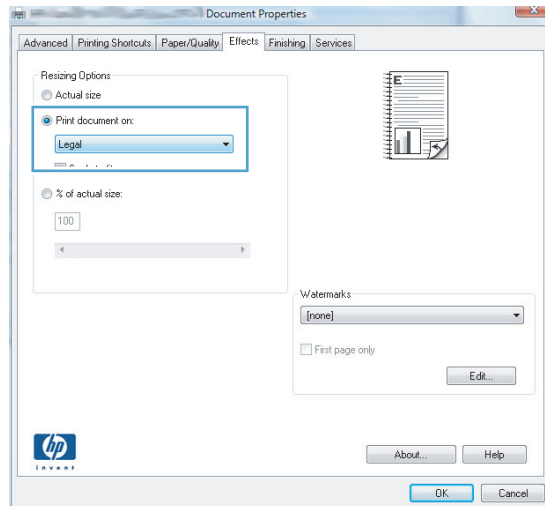 Document Properties
Advanced Printing Shortcuts Paper/Quality Effects Finishing Services
Resizing Options
Actual size
Print document on:
Legal
% of actual size:
100
E
Watermarks
[none]
First page only
Edit...
hp
invent
About... Help
OK Cancel